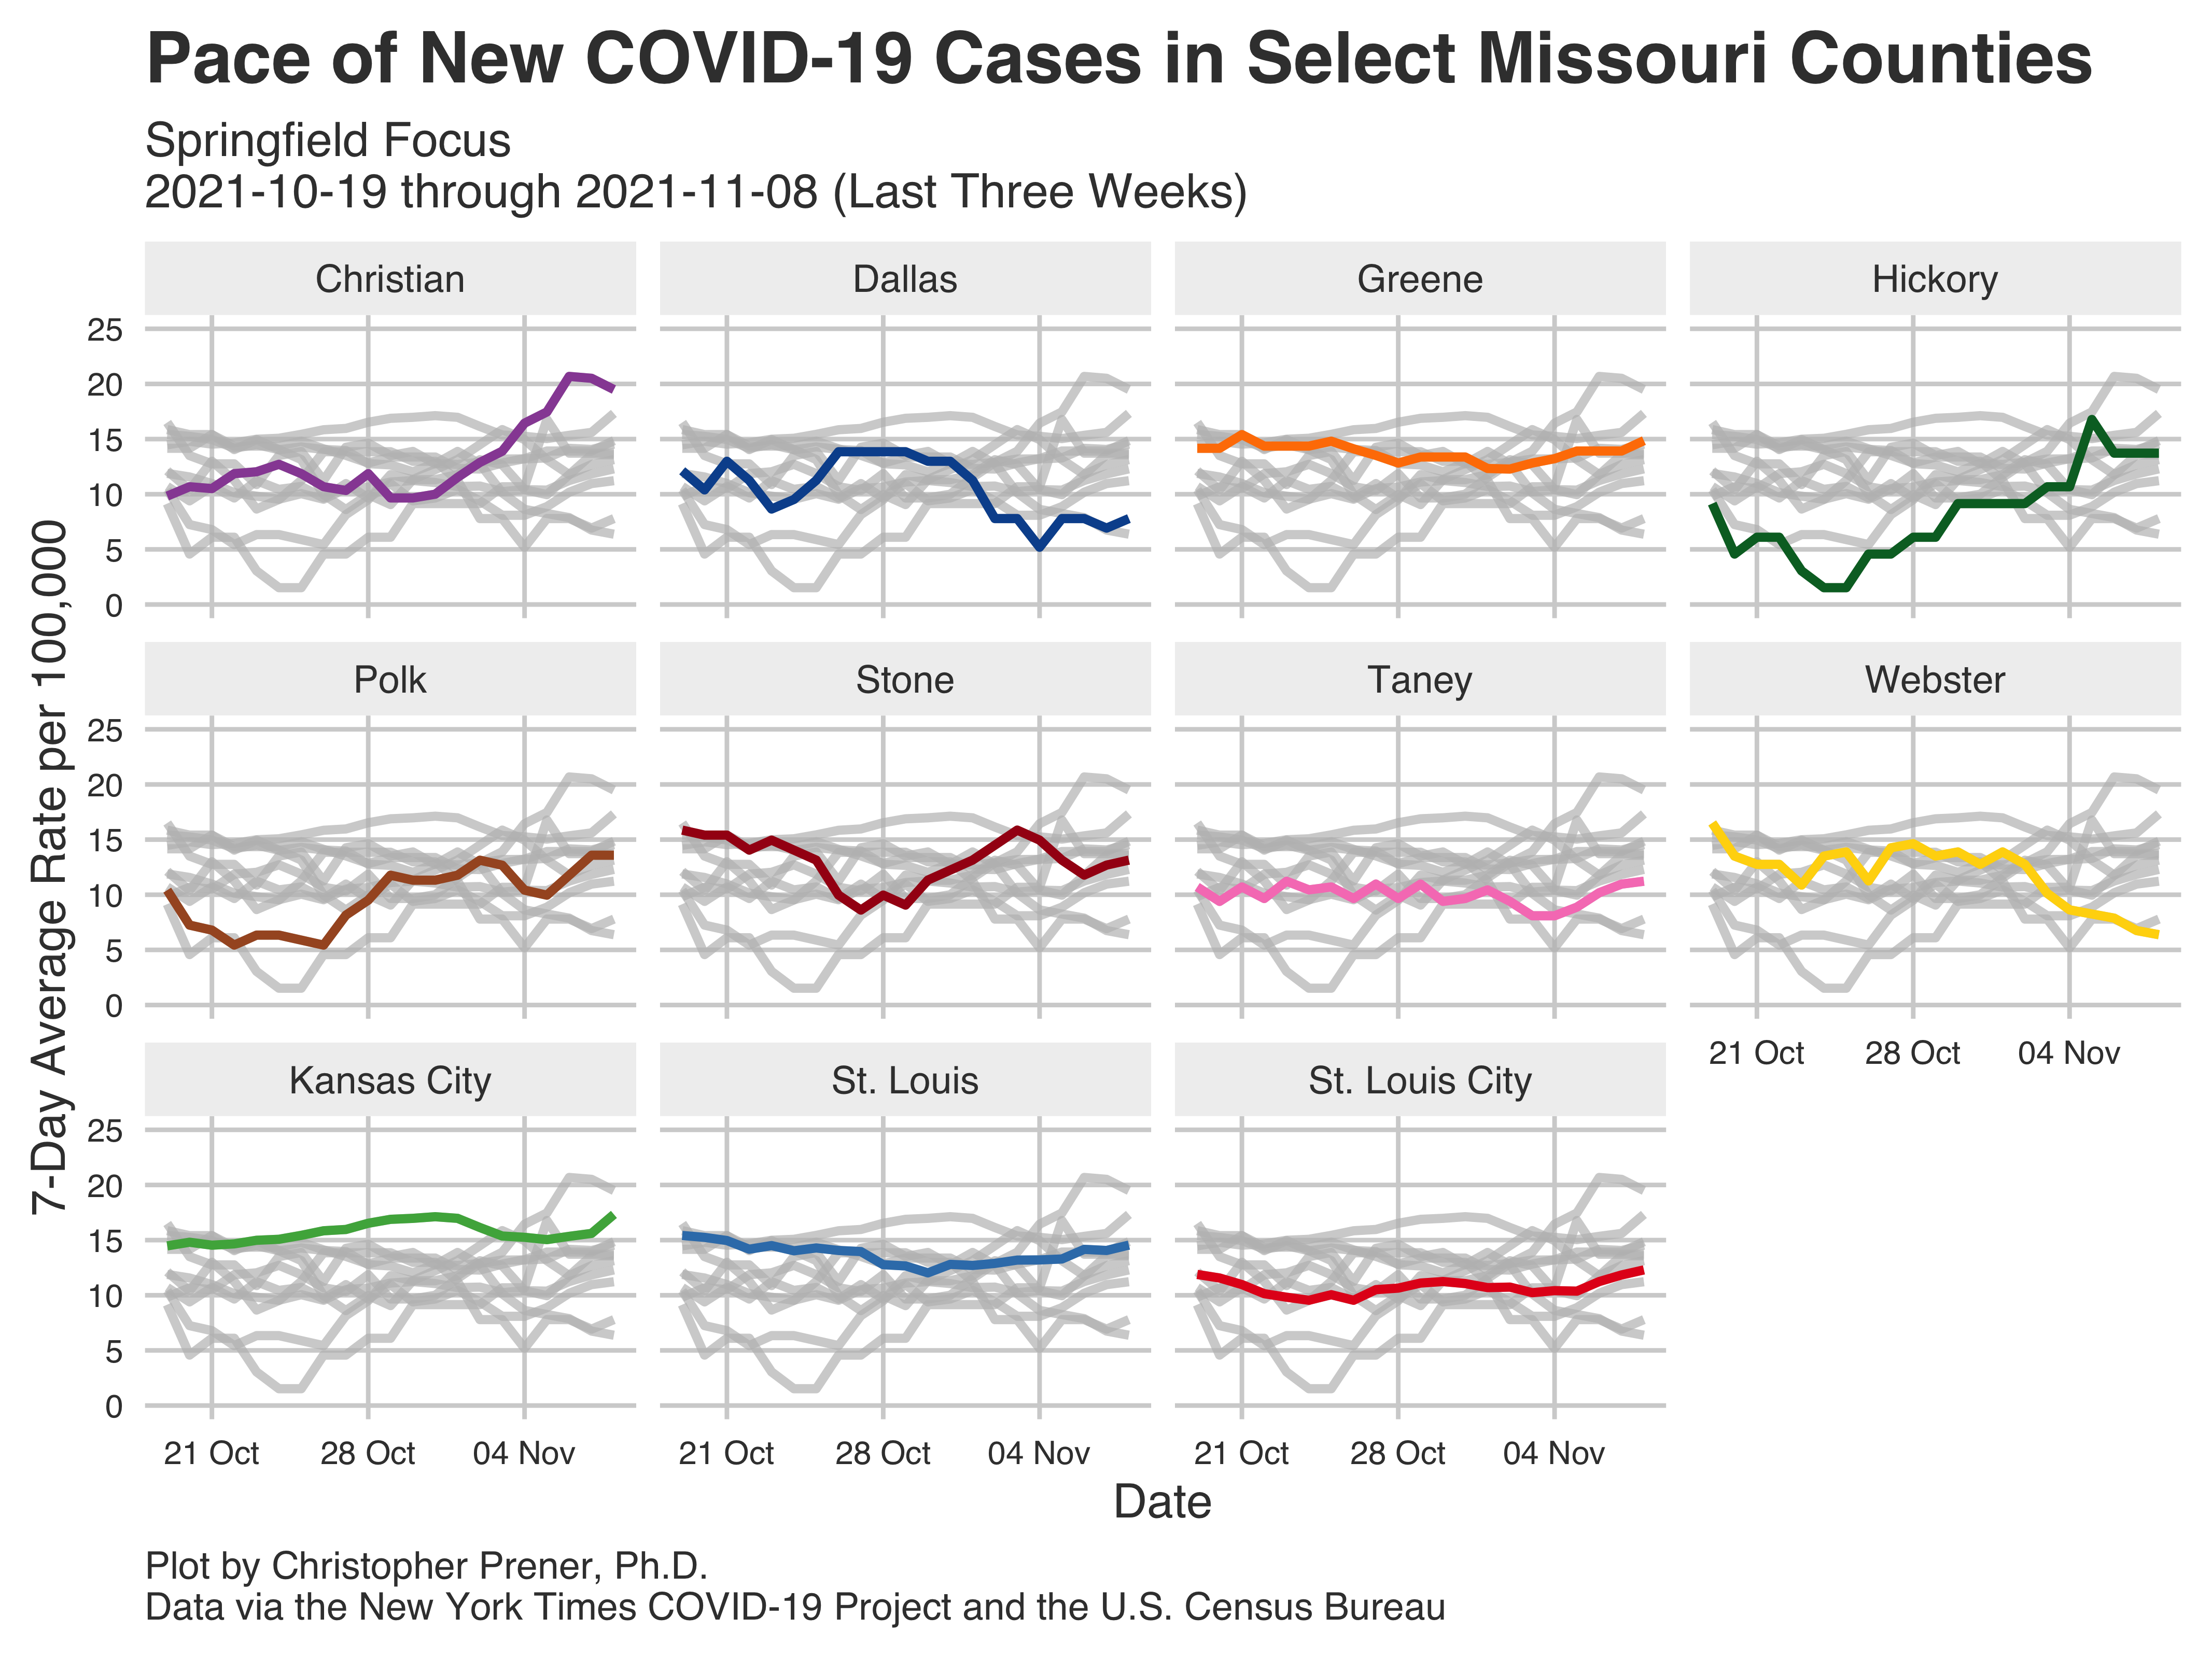 Pace of New COVID-19 Cases in Select Missouri Counties
Springfield Focus
2021-10-19 through 2021-11-08 (Last Three Weeks)
7-Day Average Rate per 100,000
Christian
Dallas
Greene
Hickory
25
20
15
10
5
0
Polk
Stone
Taney
Webster
25
20
15
10
5
0
21 Oct
28 Oct
04 Nov
Kansas City
St. Louis
St. Louis City
25
20
15
10
5
0
21 Oct
28 Oct
04 Nov
21 Oct
28 Oct
04 Nov
21 Oct
28 Oct
04 Nov
Date
Plot by Christopher Prener, Ph.D.
Data via the New York Times COVID-19 Project and the U.S. Census Bureau